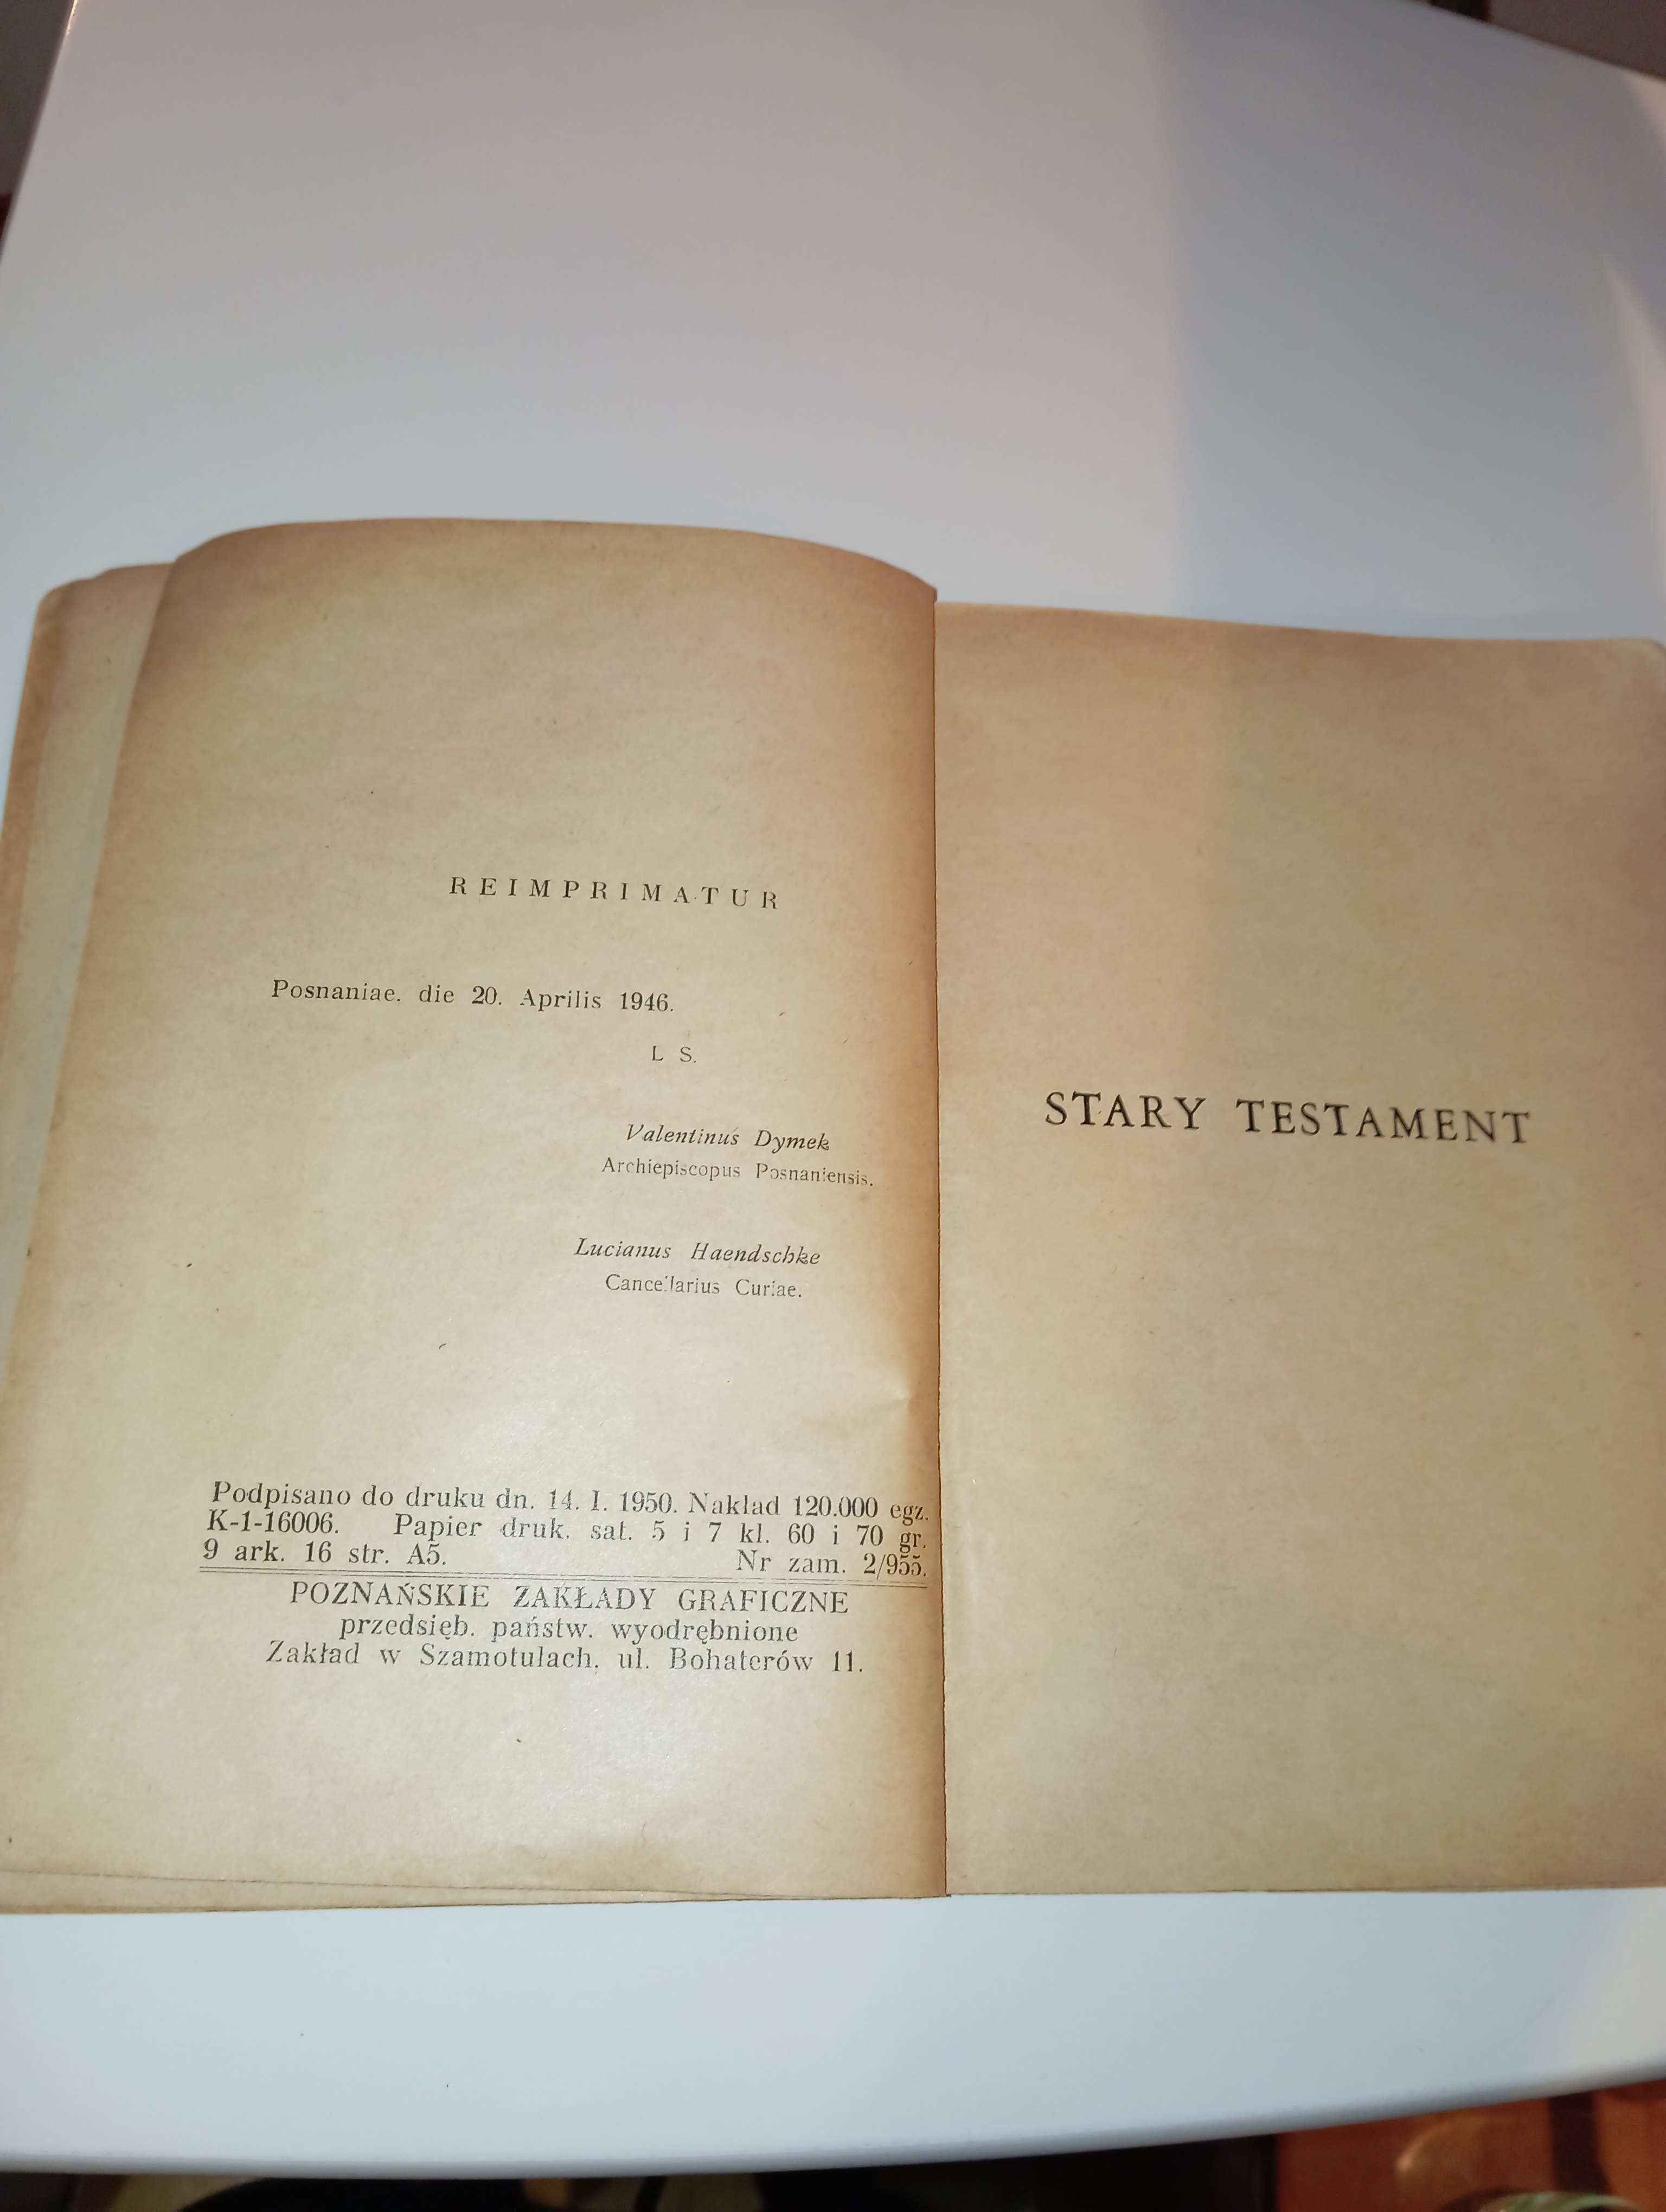 REIMPRIMATUR
Posnaniae, die 20. Aprilis 1946.
L S.
Valentinus Dymek
Archiepiscopus Posnaniensis.
Lucianus Haendschke
Cancellarius Curiae.
Podpisano do druku dn. 14. I. 1950. Nakład 120.000 egz.
K-1-16006. Papier druk. sat. 5 i 7 kl. 60 i 70 gr.
9 ark. 16 str. A5. Nr zam. 2/955.
POZNAŃSKIE ZAKŁADY GRAFICZNE
przedsięb. państw. wyodrębnione
Zakład w Szamotułach, ul. Bohaterów 11.
STARY TESTAMENT